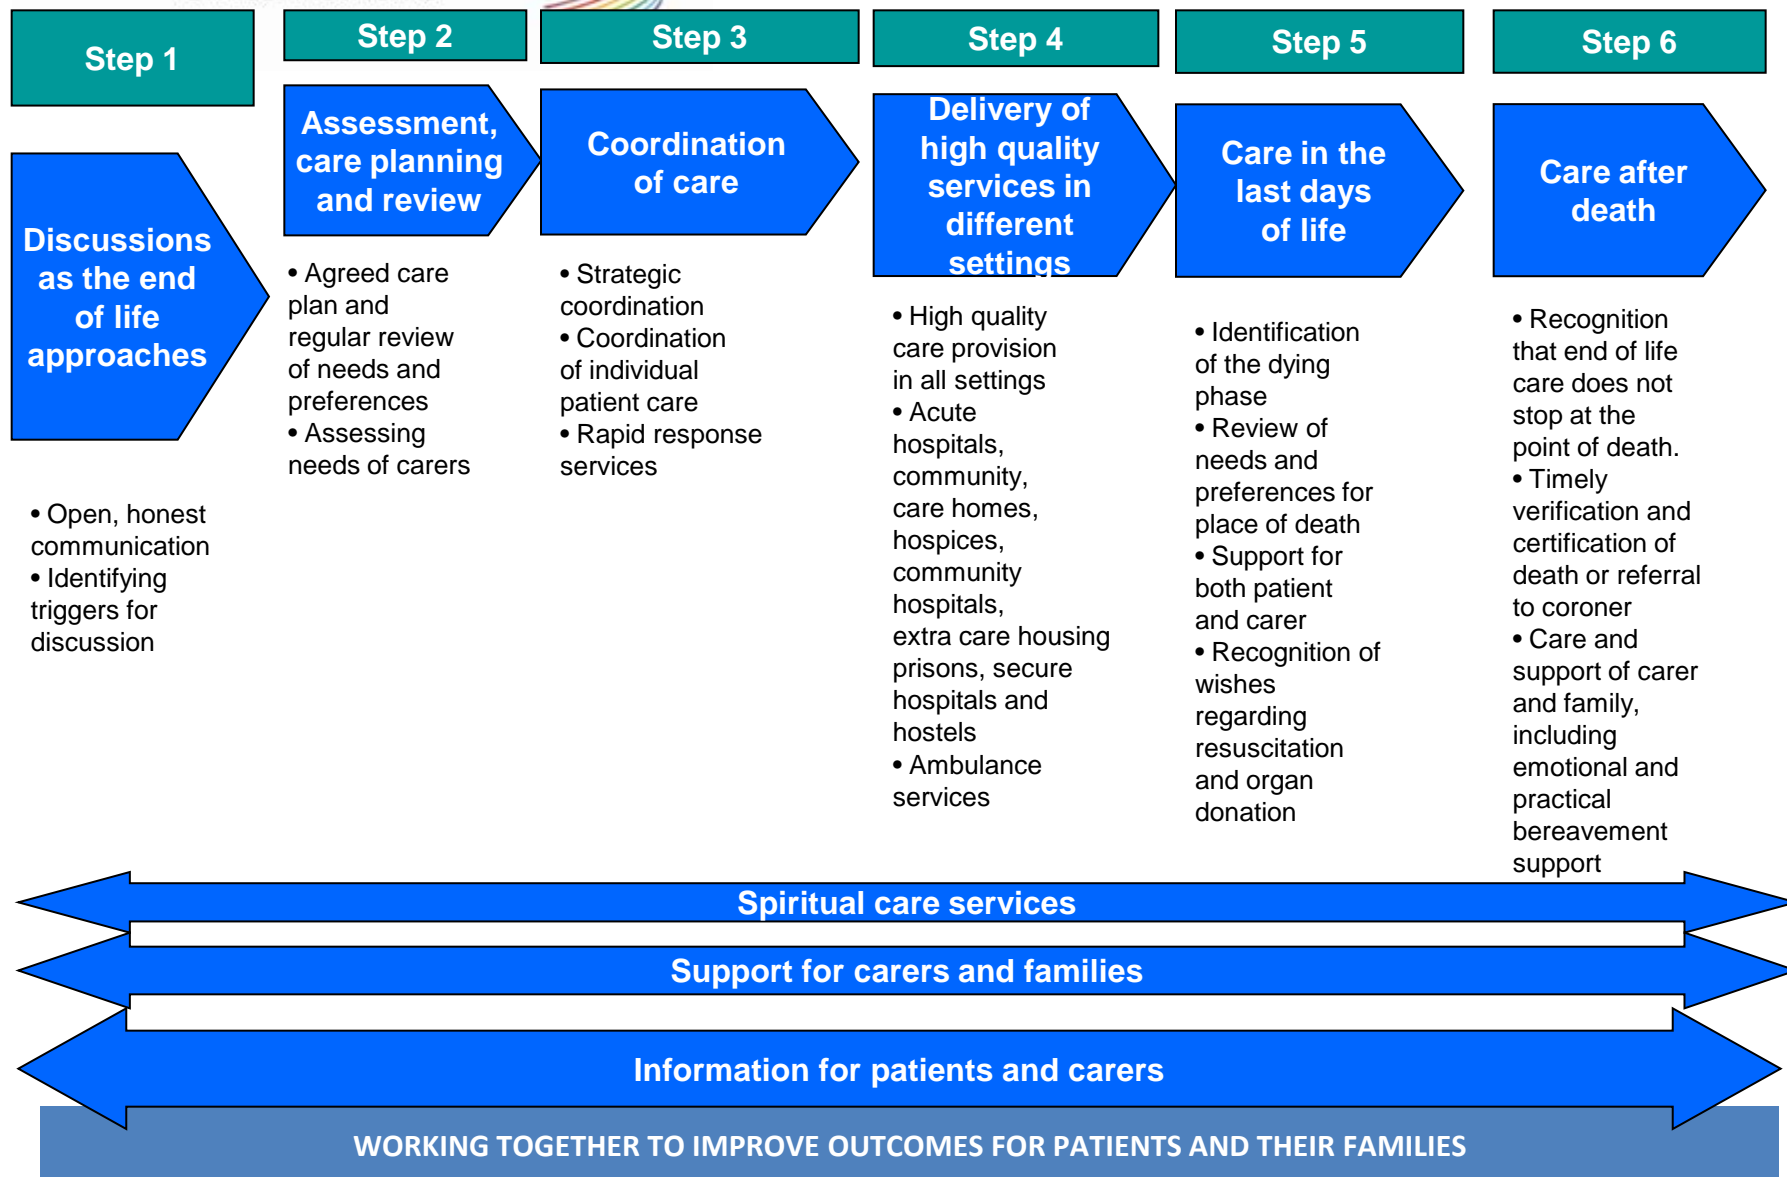 Step 1
Step 2
Step 3
Step 4
Step 5
Step 6
Discussions
as the end
of life
approaches
• Open, honest
communication
• Identifying
triggers for
discussion
Assessment,
care planning
and review
• Agreed care
plan and
regular review
of needs and
preferences
• Assessing
needs of carers
Coordination
of care
• Strategic
coordination
• Coordination
of individual
patient care
• Rapid response
services
Delivery of
high quality
services in
different
settings
• High quality
care provision
in all settings
• Acute
hospitals,
community,
care homes,
hospices,
community
hospitals,
extra care housing
prisons, secure
hospitals and
hostels
• Ambulance
services
Care in the
last days
of life
• Identification
of the dying
phase
• Review of
needs and
preferences for
place of death
• Support for
both patient
and carer
• Recognition of
wishes
regarding
resuscitation
and organ
donation
Care after
death
• Recognition
that end of life
care does not
stop at the
point of death.
• Timely
verification and
certification of
death or referral
to coroner
• Care and
support of carer
and family,
including
emotional and
practical
bereavement
support
Spiritual care services
Support for carers and families
Information for patients and carers
WORKING TOGETHER TO IMPROVE OUTCOMES FOR PATIENTS AND THEIR FAMILIES